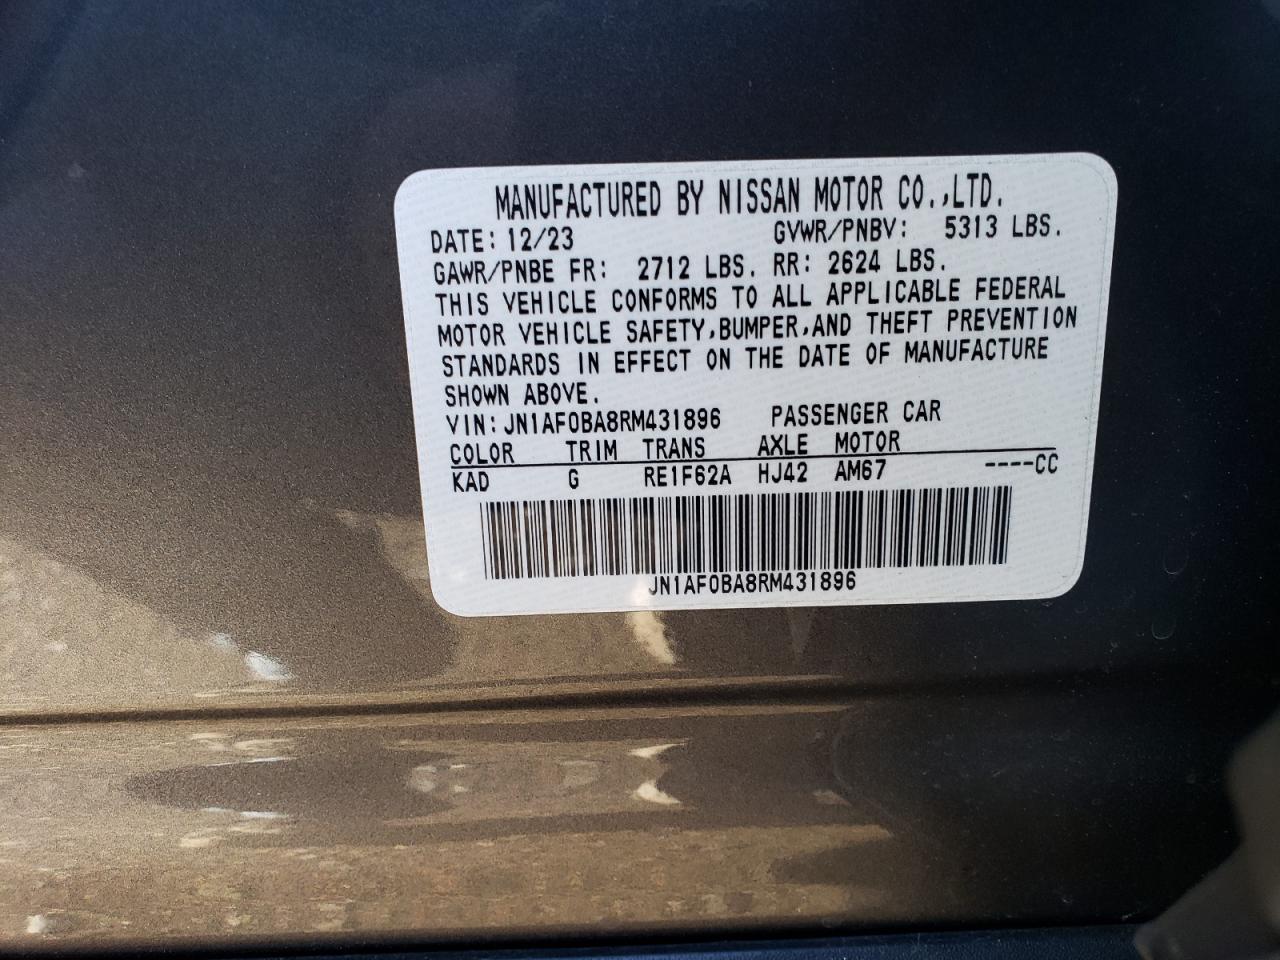 MANUFACTURED BY NISSAN MOTOR CO.,LTD.
DATE: 12/23 GVWR/PNBV: 5313 LBS.
GAWR/PNBE FR: 2712 LBS. RR: 2624 LBS.
THIS VEHICLE CONFORMS TO ALL APPLICABLE FEDERAL
MOTOR VEHICLE SAFETY,BUMPER,AND THEFT PREVENTION
STANDARDS IN EFFECT ON THE DATE OF MANUFACTURE
SHOWN ABOVE.
VIN: JN1AF0BA8RM431896 PASSENGER CAR
COLOR TRIM TRANS AXLE MOTOR
KAD G RE1F62A HJ42 AM67 ----CC
JN1AF0BA8RM431896